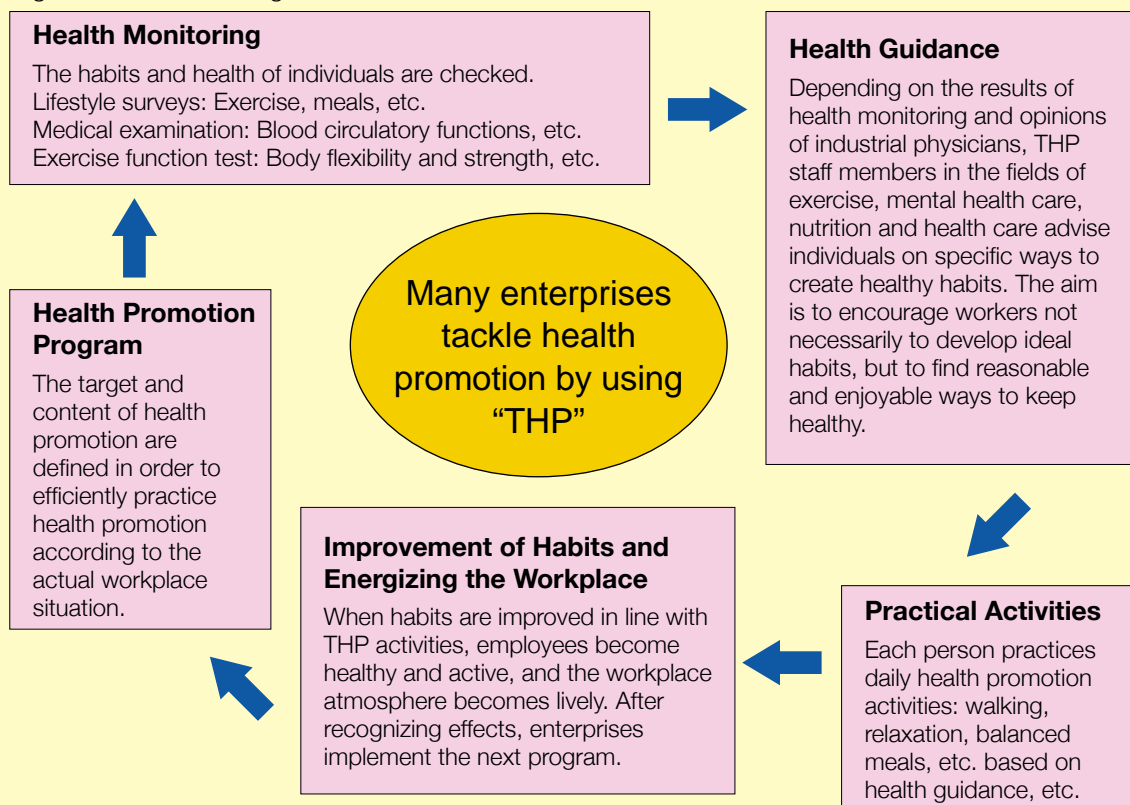 Health Monitoring
The habits and health of individuals are checked.
Lifestyle surveys: Exercise, meals, etc.
Medical examination: Blood circulatory functions, etc.
Exercise function test: Body flexibility and strength, etc.
Health Guidance
Depending on the results of
health monitoring and opinions
of industrial physicians, THP
staff members in the fields of
exercise, mental health care,
nutrition and health care advise
individuals on specific ways to
create healthy habits. The aim
is to encourage workers not
necessarily to develop ideal
habits, but to find reasonable
and enjoyable ways to keep
healthy.
Many enterprises
tackle health
promotion by using
“THP”
Health Promotion
Program
The target and
content of health
promotion are
defined in order to
efficiently practice
health promotion
according to the
actual workplace
situation.
Improvement of Habits and
Energizing the Workplace
When habits are improved in line with
THP activities, employees become
healthy and active, and the workplace
atmosphere becomes lively. After
recognizing effects, enterprises
implement the next program.
Practical Activities
Each person practices
daily health promotion
activities: walking,
relaxation, balanced
meals, etc. based on
health guidance, etc.